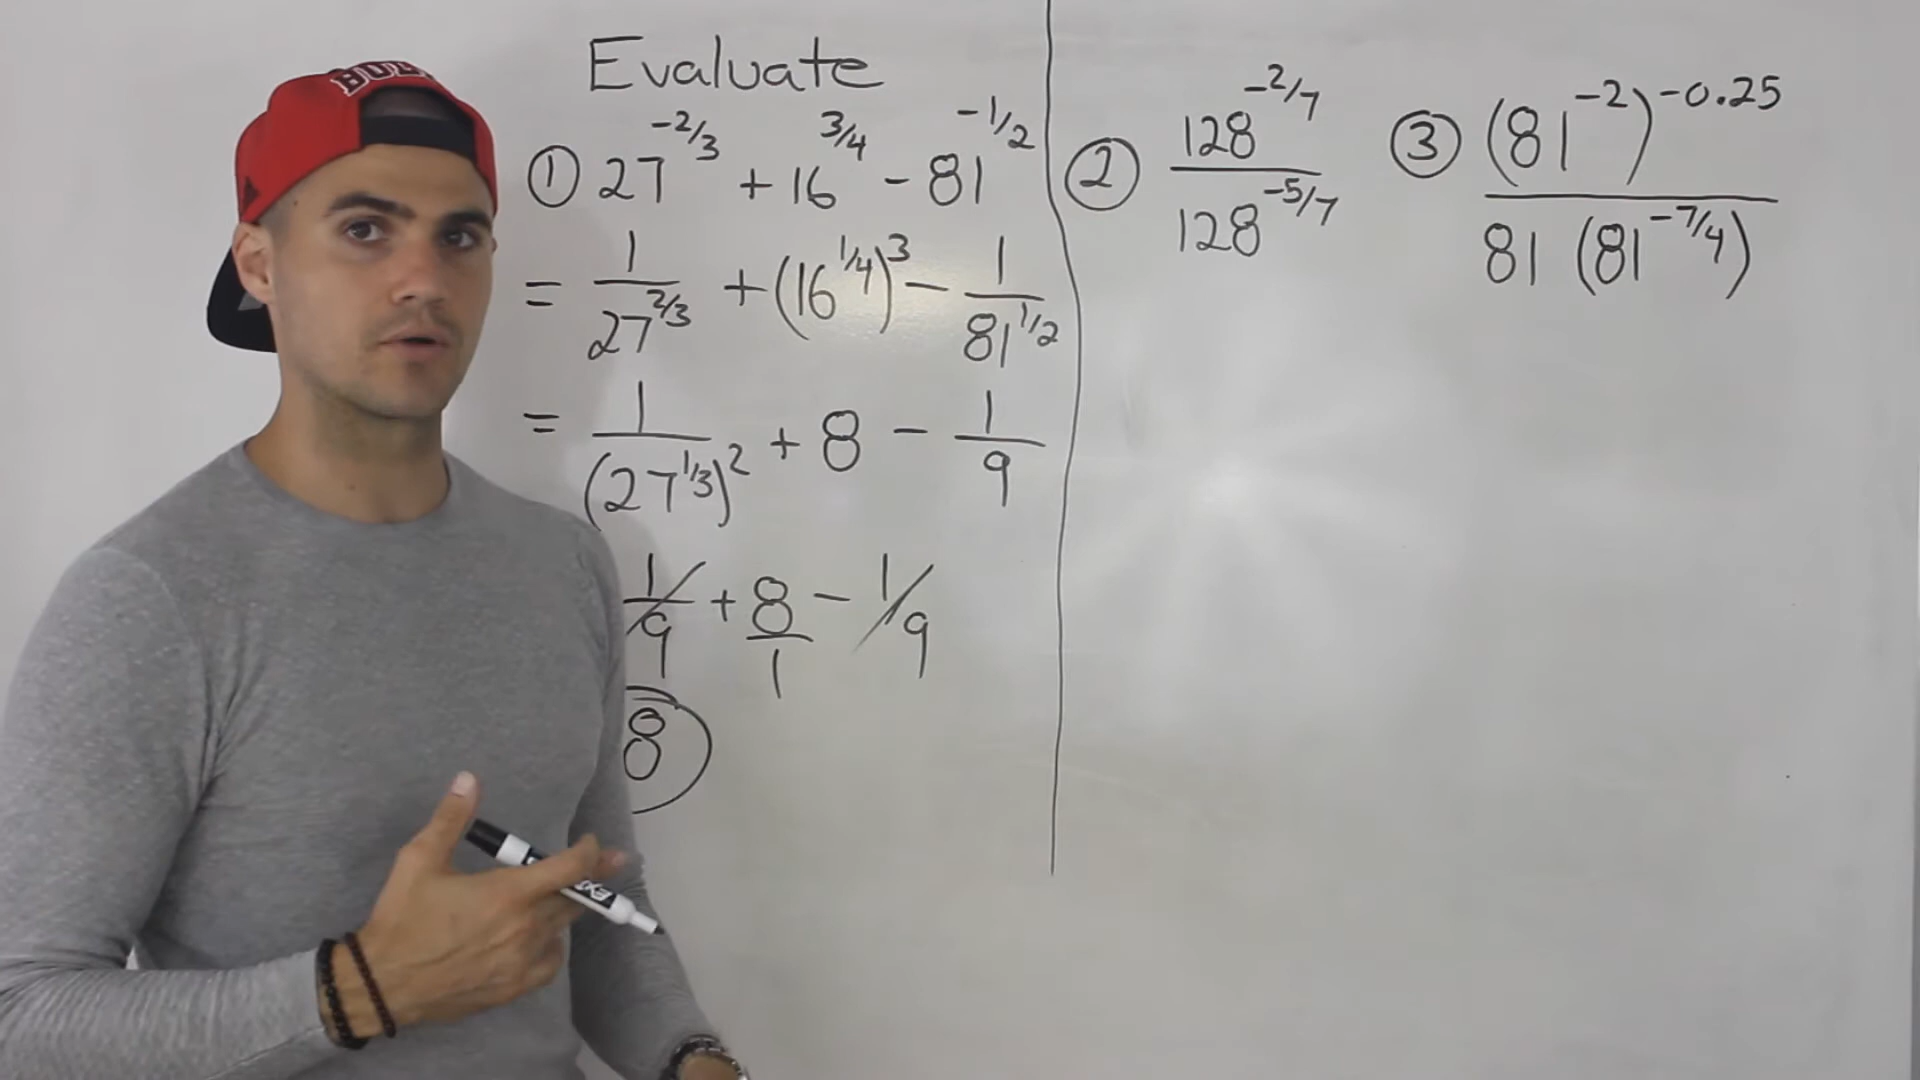 BULL
Evaluate
① 27^{-2/3} + 16^{3/4} - 81^{-1/2}
= 1/27^{2/3} + (16^{1/4})^3 - 1/81^{1/2}
= 1/(27^{1/3})^2 + 8 - 1/9
1/9 + 8/1 - 1/9
8
② 128^{-2/7} / 128^{-5/7}
③ (81^{-2})^{-0.25} / 81 (81^{-7/4})
EXPO